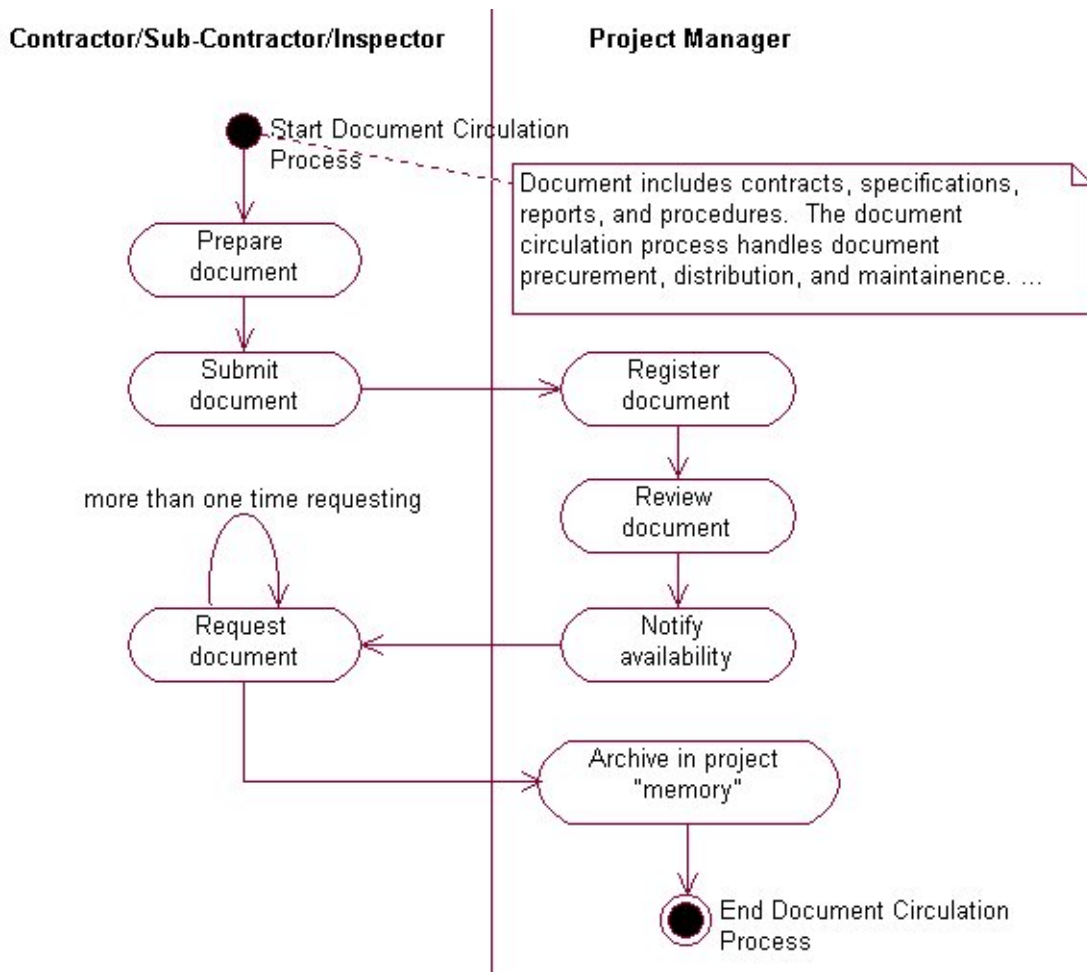 Contractor/Sub-Contractor/Inspector
Project Manager
Start Document Circulation
Process
Document includes contracts, specifications,
reports, and procedures.  The document
circulation process handles document
precurement, distribution, and maintainence. ...
Prepare
document
Submit
document
Register
document
Review
document
Notify
availability
more than one time requesting
Request
document
Archive in project
"memory"
End Document Circulation
Process